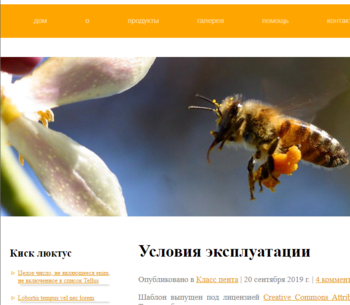 дом о продукты галерея помощь контак
Киск люктус
Целое число, не являющееся ноци,
не включенное в список Tellus
Lobortis tempus vel nec lorem
Условия эксплуатации
Опубликовано в Класс пента | 20 сентября 2019 г. | 4 коммент
Шаблон выпущен под лицензией Creative Commons Attrib